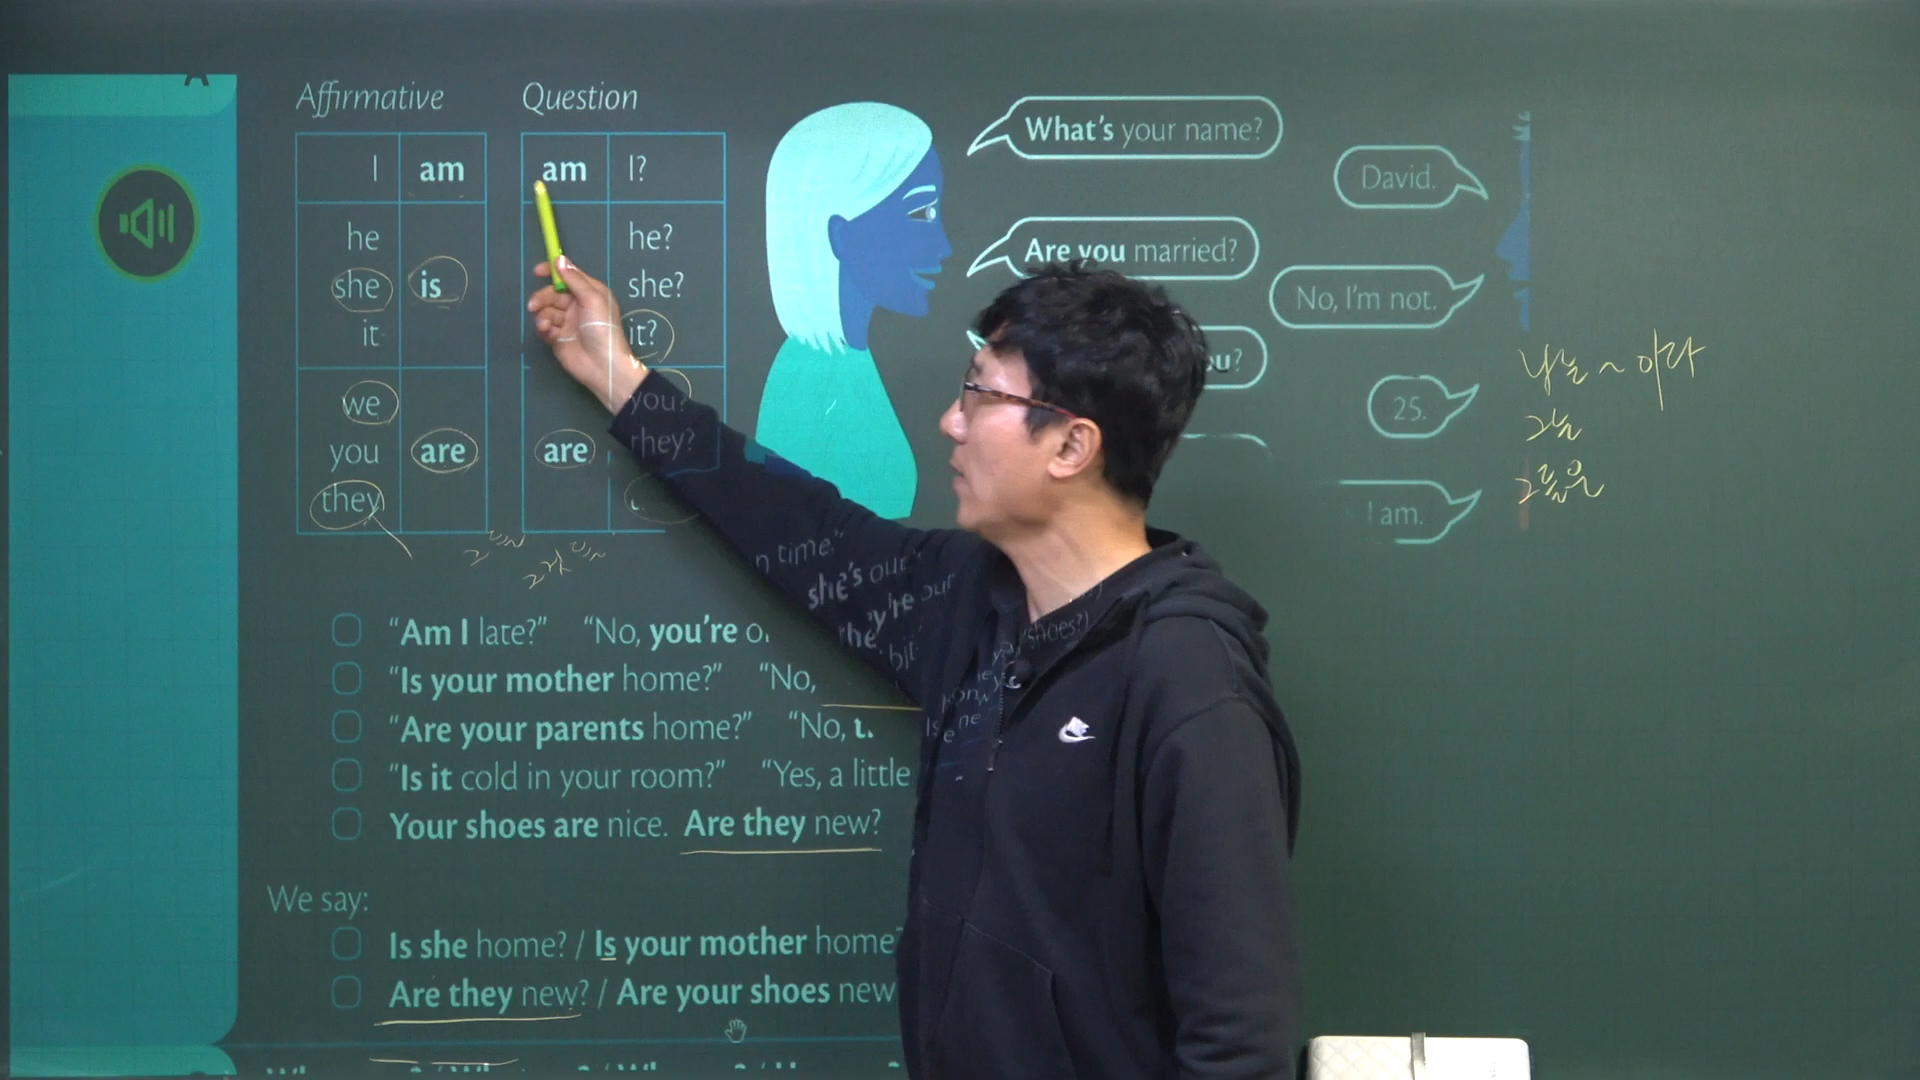 Affirmative
Question
I am
am I?
he
she is
it
he?
she?
it?
we
you are
they
are
you?
they?
What's your name?
David.
Are you married?
No, I'm not.
25.
I am.
나는 ~ 이다
그는
그들은
"Am I late?" "No, you're
"Is your mother home?" "No,
"Are your parents home?" "No,
"Is it cold in your room?" "Yes, a little
Your shoes are nice. Are they new?
We say:
Is she home? / Is your mother home?
Are they new? / Are your shoes new